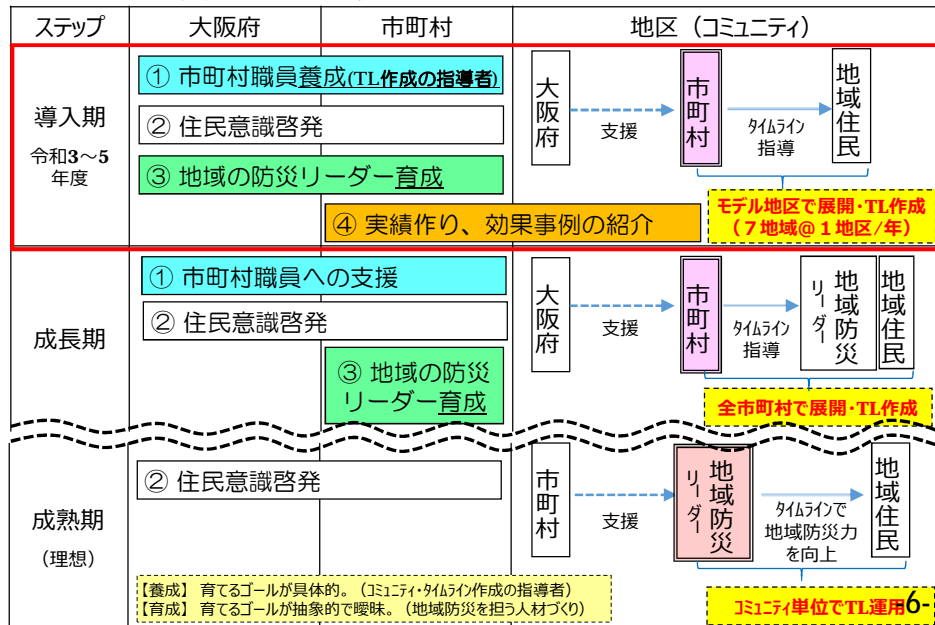 ステップ
大阪府
市町村
地区（コミュニティ）
導入期
令和3～5
年度
① 市町村職員養成(TL作成の指導者)
② 住民意識啓発
③ 地域の防災リーダー育成
④ 実績作り、効果事例の紹介
大阪府
支援
市町村
タイムライン
指導
地域住民
モデル地区で展開･TL作成
（７地域@１地区/年）
成長期
① 市町村職員への支援
② 住民意識啓発
③ 地域の防災
リーダー育成
大阪府
支援
市町村
タイムライン
指導
地域防災
リーダー
地域住民
全市町村で展開･TL作成
成熟期
(理想)
② 住民意識啓発
市町村
支援
地域防災
リーダー
タイムラインで
地域防災力
を向上
地域住民
コミュニティ単位でTL運用
【養成】 育てるゴールが具体的。（コミュニティ・タイムライン作成の指導者）
【育成】 育てるゴールが抽象的で曖昧。（地域防災を担う人材づくり）
-6-